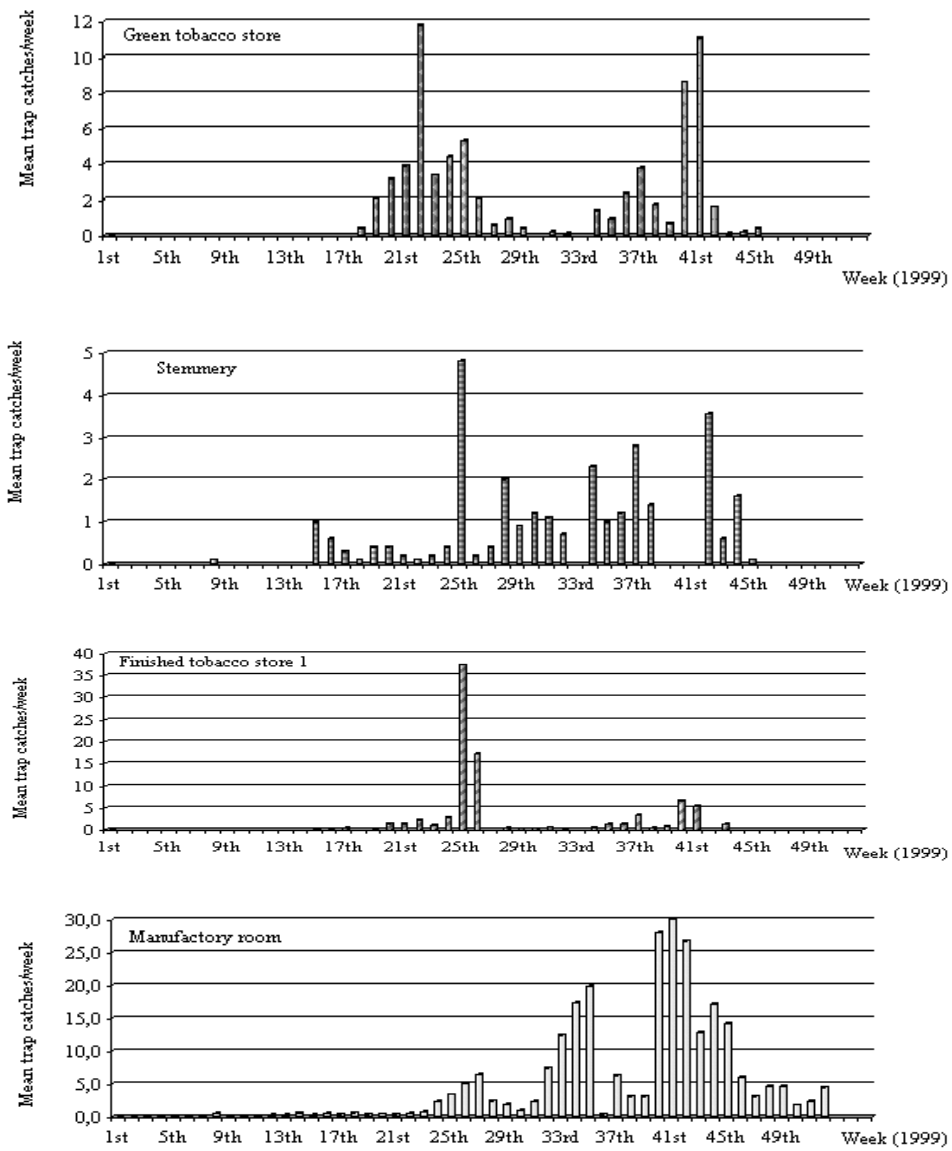 Mean trap catches/week
Green tobacco store
12
10
8
6
4
2
0
1st 5th 9th 13th 17th 21st 25th 29th 33rd 37th 41st 45th 49th
Week (1999)
Mean trap catches/week
Stemmery
5
4
3
2
1
0
1st 5th 9th 13th 17th 21st 25th 29th 33rd 37th 41st 45th 49th Week (1999)
Mean trap catches/week
Finished tobacco store 1
40
35
30
25
20
15
10
5
0
1st 5th 9th 13th 17th 21st 25th 29th 33rd 37th 41st 45th 49th Week (1999)
Mean trap catches/week
Manufactory room
30,0
25,0
20,0
15,0
10,0
5,0
0,0
1st 5th 9th 13th 17th 21st 25th 29th 33rd 37th 41st 45th 49th Week (1999)